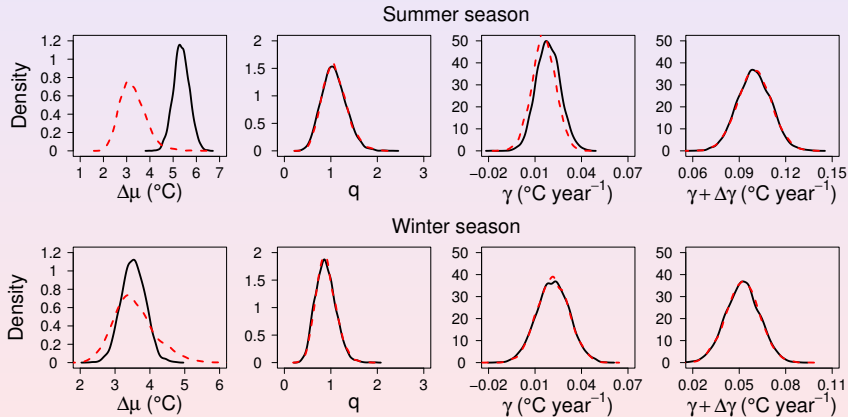 Summer season
Density
0 0.2 0.4 0.6 0.8 1 1.2
1 2 3 4 5 6 7
Δμ (°C)
0 0.5 1 1.5 2
0 1 2 3
q
0 10 20 30 40 50
−0.02 0.01 0.04 0.07
γ (°C year⁻¹)
0 10 20 30 40 50
0.06 0.09 0.12 0.15
γ + Δγ (°C year⁻¹)
Winter season
Density
0 0.2 0.4 0.6 0.8 1 1.2
2 3 4 5 6
Δμ (°C)
0 0.5 1 1.5 2
0 1 2 3
q
0 10 20 30 40 50
−0.02 0.01 0.04 0.07
γ (°C year⁻¹)
0 10 20 30 40 50
0.02 0.05 0.08 0.11
γ + Δγ (°C year⁻¹)